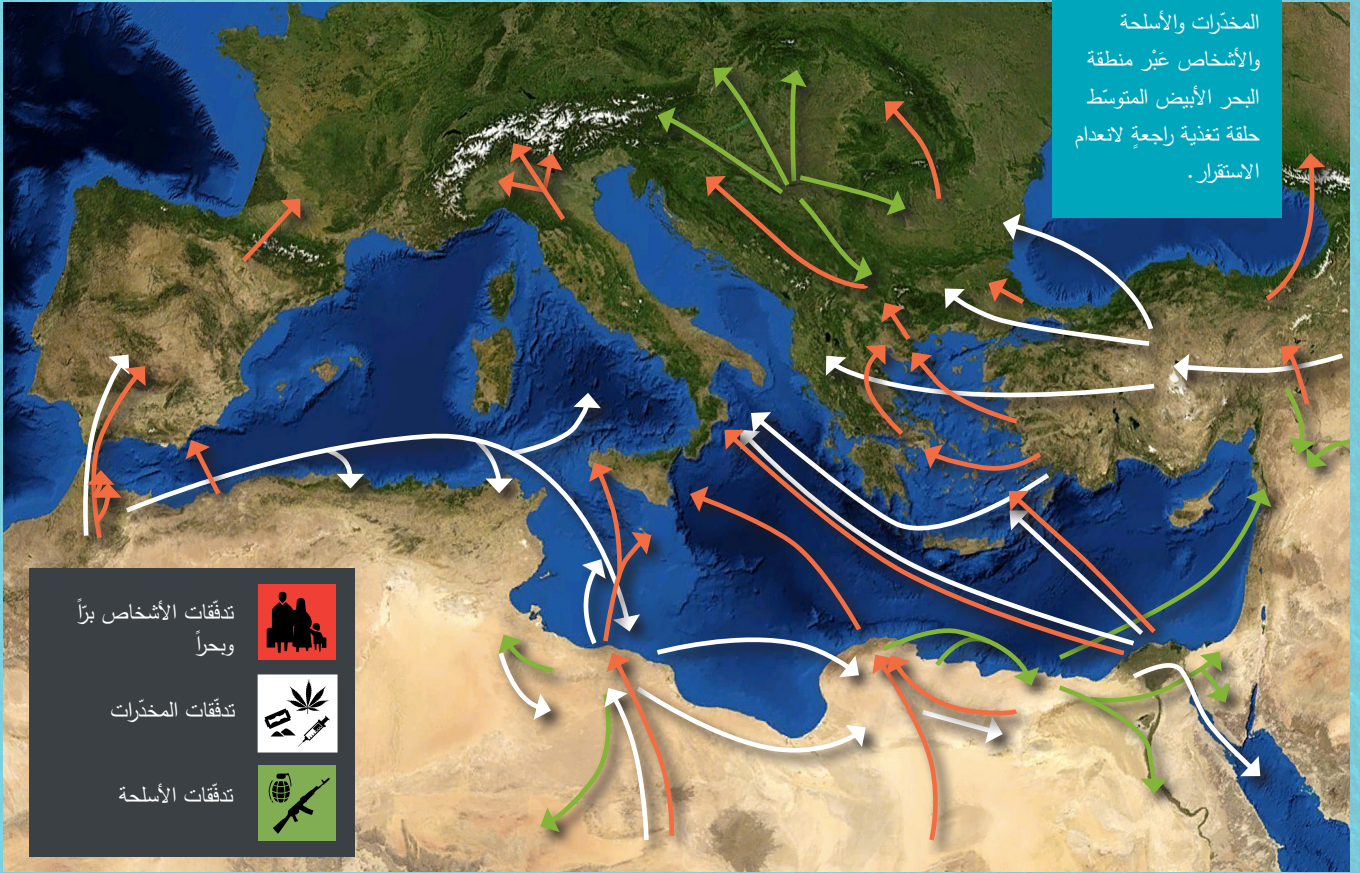 المخدّرات والأسلحة
والأشخاص عَبْر منطقة
البحر الأبيض المتوسّط
حلقة تغذية راجعةٍ لانعدام
الاستقرار.
تدفّقات الأشخاص برّاً
وبحراً
تدفّقات المخدّرات
تدفّقات الأسلحة